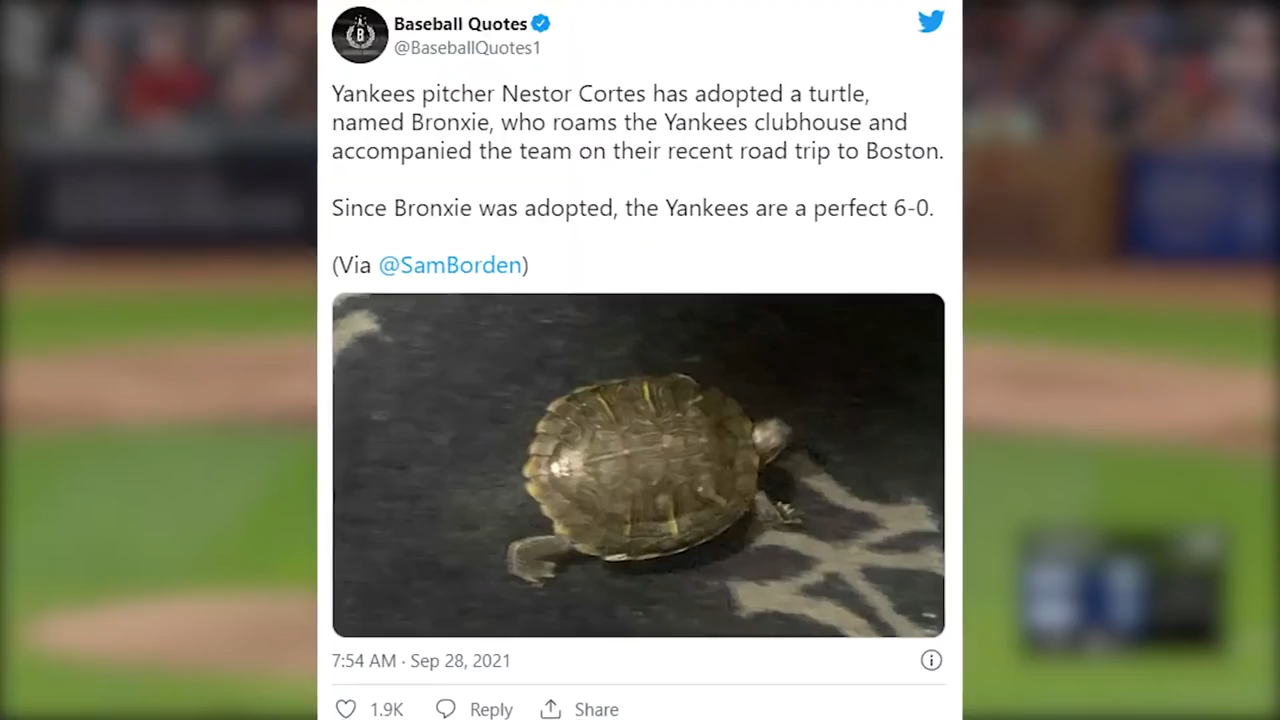 Baseball Quotes
@BaseballQuotes1
Yankees pitcher Nestor Cortes has adopted a turtle,
named Bronxie, who roams the Yankees clubhouse and
accompanied the team on their recent road trip to Boston.
Since Bronxie was adopted, the Yankees are a perfect 6-0.
(Via @SamBorden)
7:54 AM · Sep 28, 2021
1.9K Reply Share